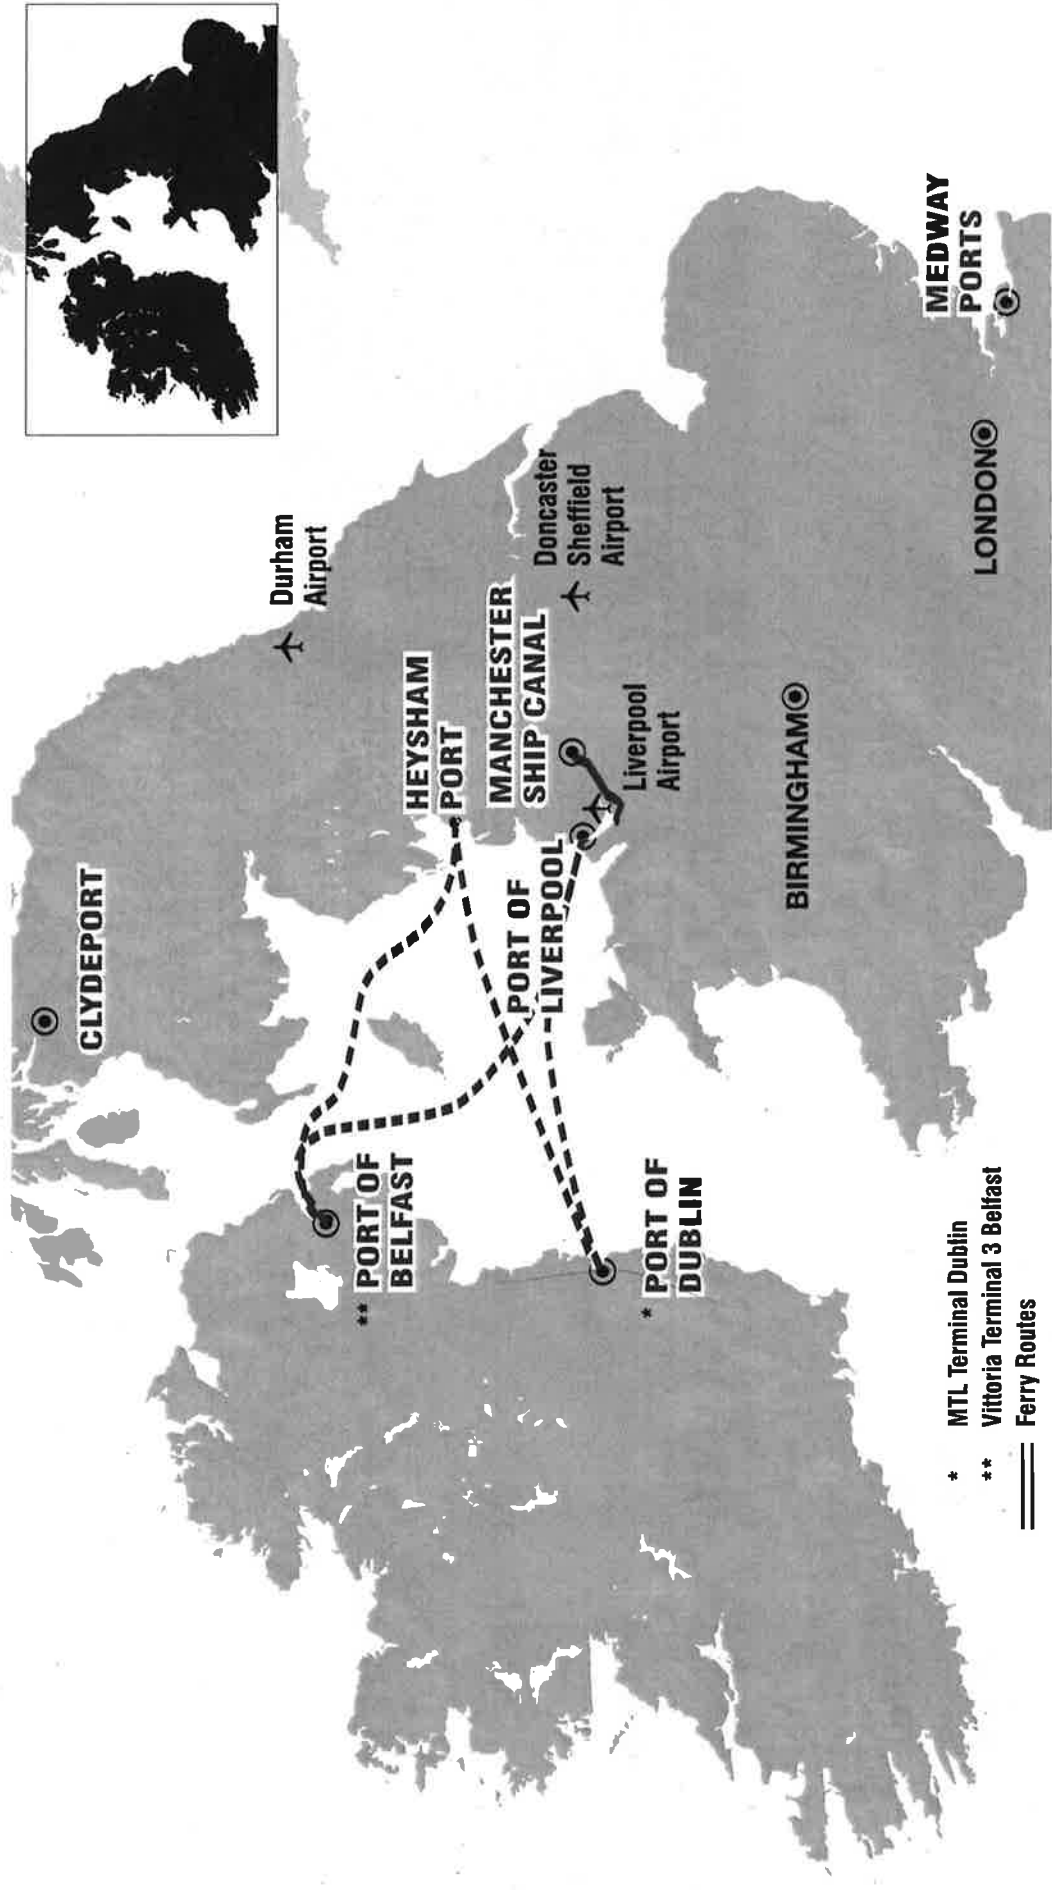 CLYDEPORT
Durham
Airport
** PORT OF
BELFAST
HEYSHAM
PORT
MANCHESTER
SHIP CANAL
Doncaster
Sheffield
Airport
PORT OF
LIVERPOOL
Liverpool
Airport
* PORT OF
DUBLIN
BIRMINGHAM
MEDWAY
PORTS
LONDON
* MTL Terminal Dublin
** Vittoria Terminal 3 Belfast
Ferry Routes